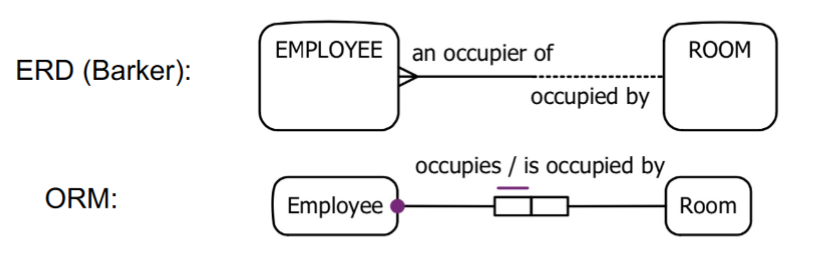 ERD (Barker):
EMPLOYEE
an occupier of
occupied by
ROOM
ORM:
occupies / is occupied by
Employee
Room